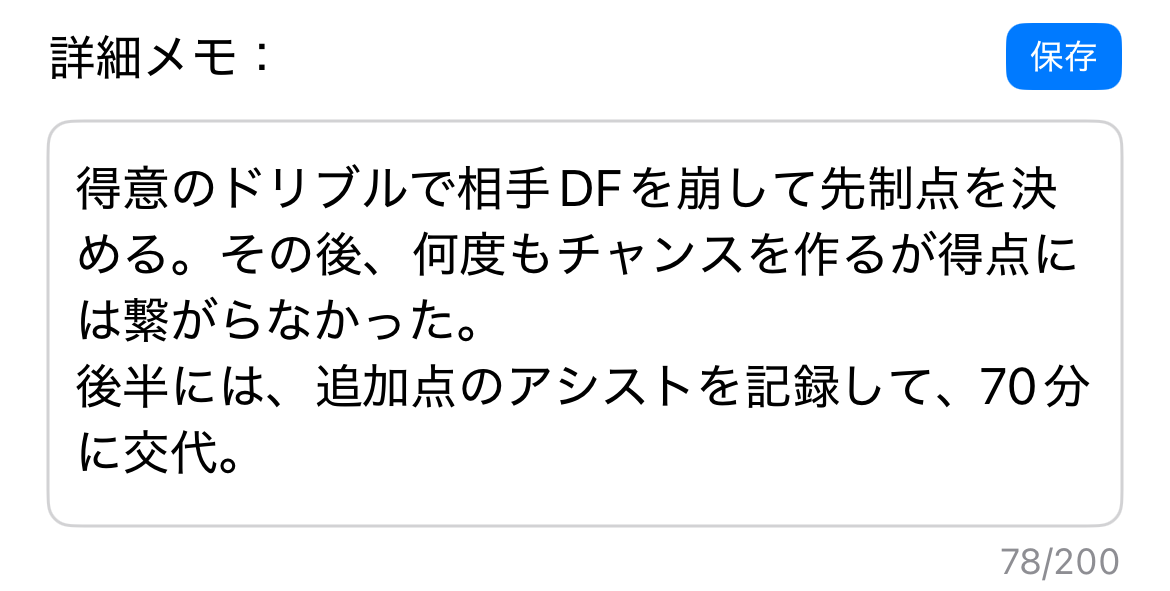 詳細メモ：
保存
得意のドリブルで相手DFを崩して先制点を決
める。その後、何度もチャンスを作るが得点に
は繋がらなかった。
後半には、追加点のアシストを記録して、70分
に交代。
78/200